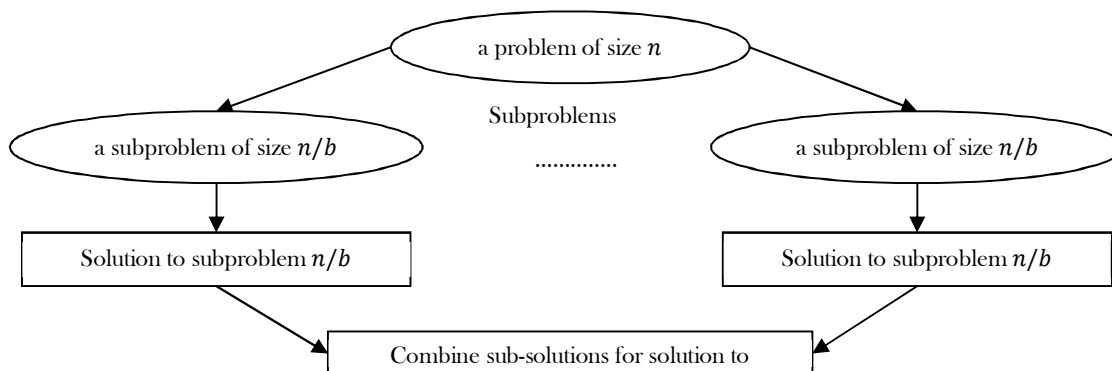 a problem of size n
Subproblems
a subproblem of size n/b
..............
a subproblem of size n/b
Solution to subproblem n/b
Solution to subproblem n/b
Combine sub-solutions for solution to